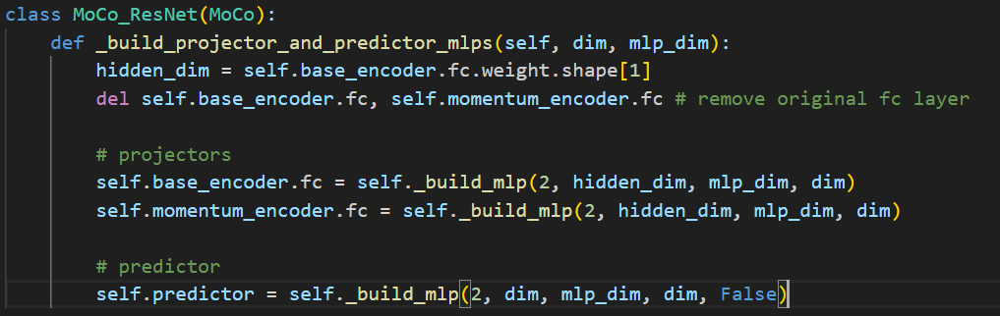 class MoCo_ResNet(MoCo):
def _build_projector_and_predictor_mlps(self, dim, mlp_dim):
hidden_dim = self.base_encoder.fc.weight.shape[1]
del self.base_encoder.fc, self.momentum_encoder.fc # remove original fc layer
# projectors
self.base_encoder.fc = self._build_mlp(2, hidden_dim, mlp_dim, dim)
self.momentum_encoder.fc = self._build_mlp(2, hidden_dim, mlp_dim, dim)
# predictor
self.predictor = self._build_mlp(2, dim, mlp_dim, dim, False)